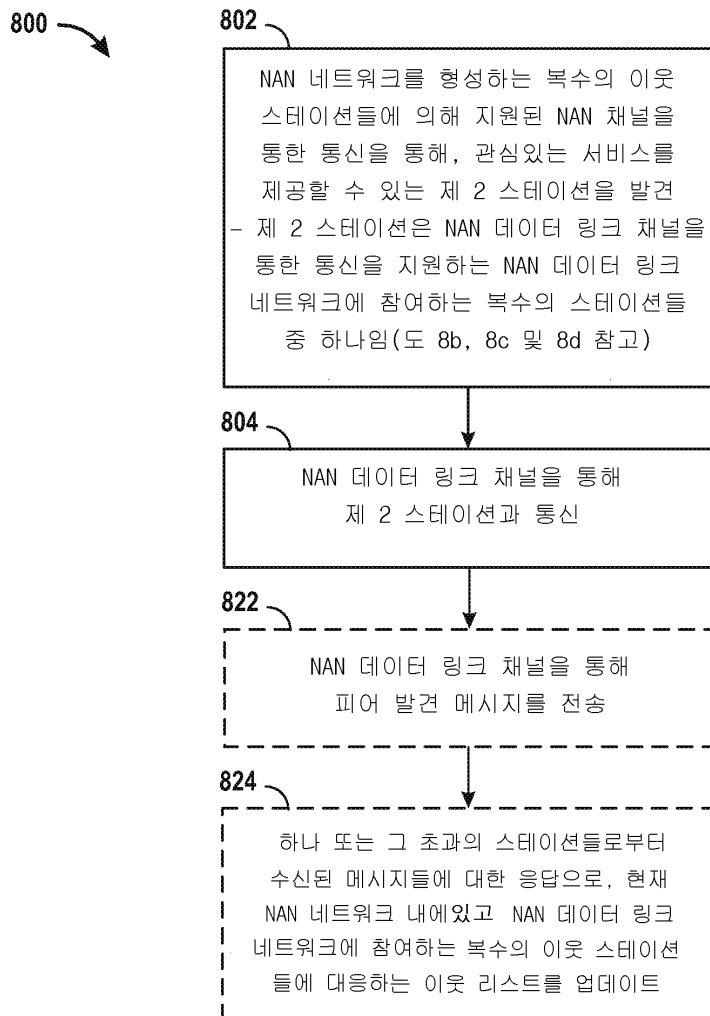 800
802
NAN 네트워크를 형성하는 복수의 이웃
스테이션들에 의해 지원된 NAN 채널을
통한 통신을 통해, 관심있는 서비스를
제공할 수 있는 제 2 스테이션을 발견
– 제 2 스테이션은 NAN 데이터 링크 채널을
통한 통신을 지원하는 NAN 데이터 링크
네트워크에 참여하는 복수의 스테이션들
중 하나임(도 8b, 8c 및 8d 참고)
804
NAN 데이터 링크 채널을 통해
제 2 스테이션과 통신
822
NAN 데이터 링크 채널을 통해
피어 발견 메시지를 전송
824
하나 또는 그 초과의 스테이션들로부터
수신된 메시지들에 대한 응답으로, 현재
NAN 네트워크 내에있고 NAN 데이터 링크
네트워크에 참여하는 복수의 이웃 스테이션
들에 대응하는 이웃 리스트를 업데이트